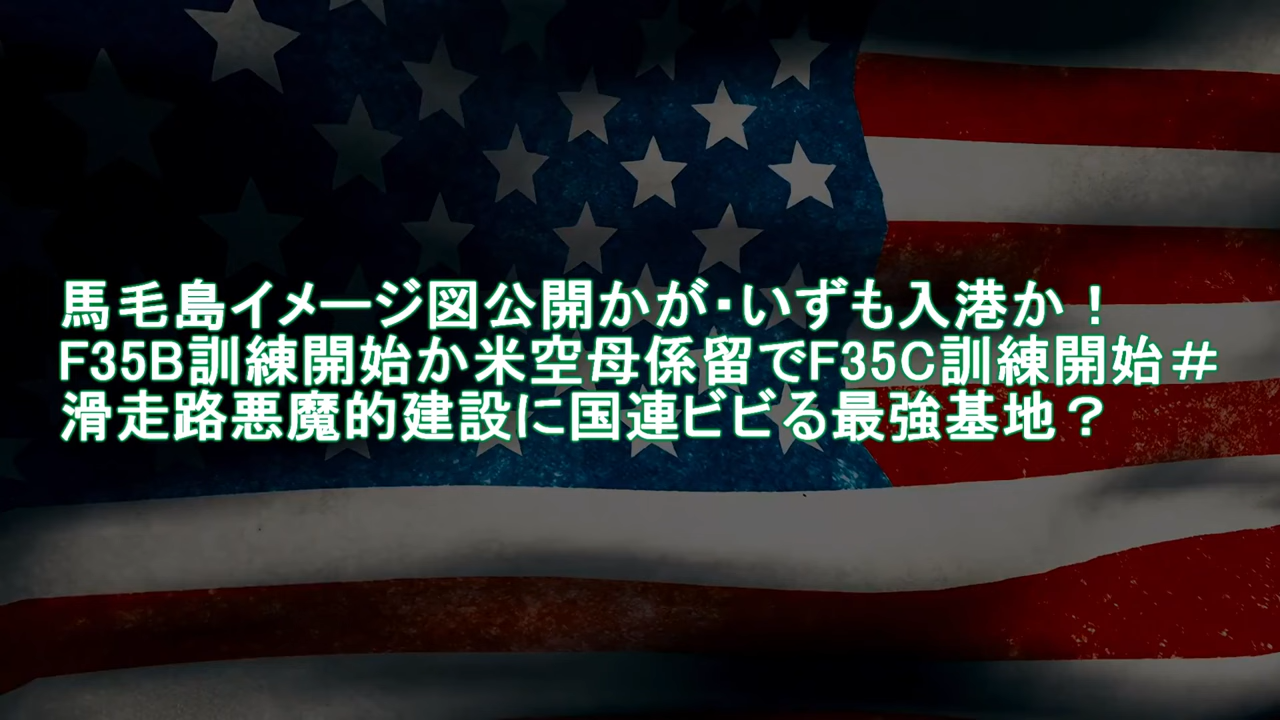 馬毛島イメージ図公開かが・いずも入港か！
F35B訓練開始か米空母係留でF35C訓練開始＃
滑走路悪魔的建設に国連ビビる最強基地？